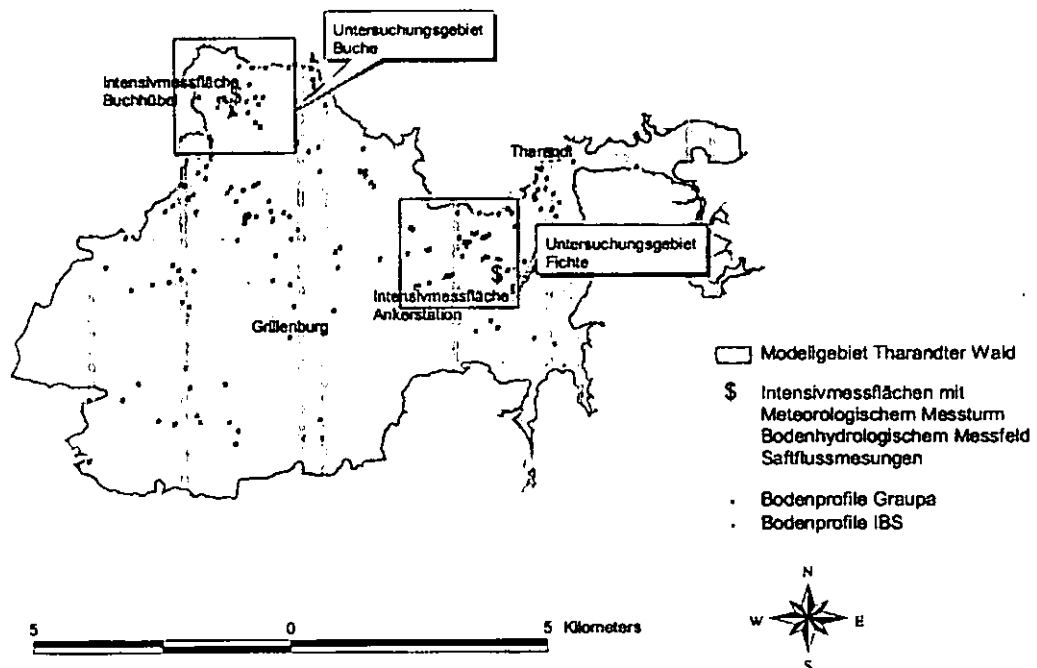 Untersuchungsgebiet
Buche
Intensivmessfläche
Buchhübel
$
Tharandt
Untersuchungsgebiet
Fichte
$
Intensivmessfläche
Ankerstation
Grillenburg
Modellgebiet Tharandter Wald
$ Intensivmessflächen mit
Meteorologischem Messturm
Bodenhydrologischem Messfeld
Saftflussmesungen
Bodenprofile Graupa
Bodenprofile IBS
N
W E
S
5 0 5 Kilometers